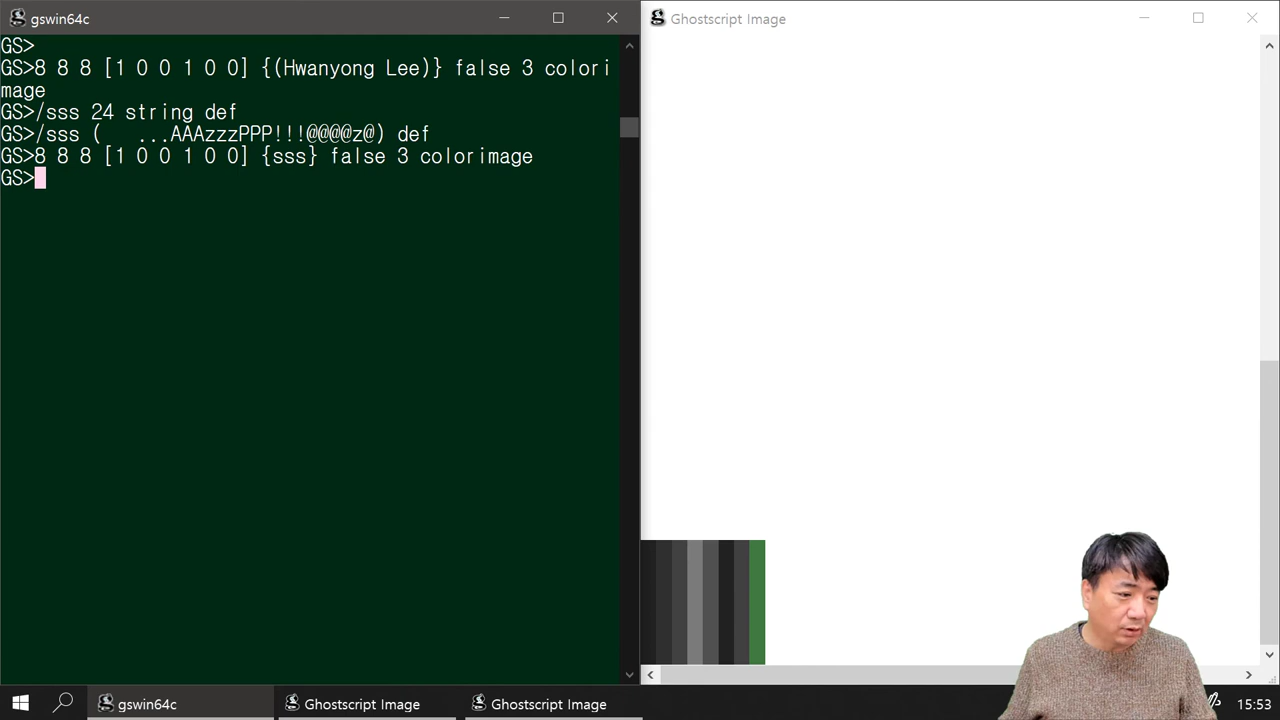 gswin64c
GS>
GS>8 8 8 [1 0 0 1 0 0] {(Hwanyong Lee)} false 3 colori
mage
GS>/sss 24 string def
GS>/sss (   ...AAAzzzPPP!!!@@@@z@) def
GS>8 8 8 [1 0 0 1 0 0] {sss} false 3 colorimage
GS>
Ghostscript Image
gswin64c
Ghostscript Image
Ghostscript Image
15:53